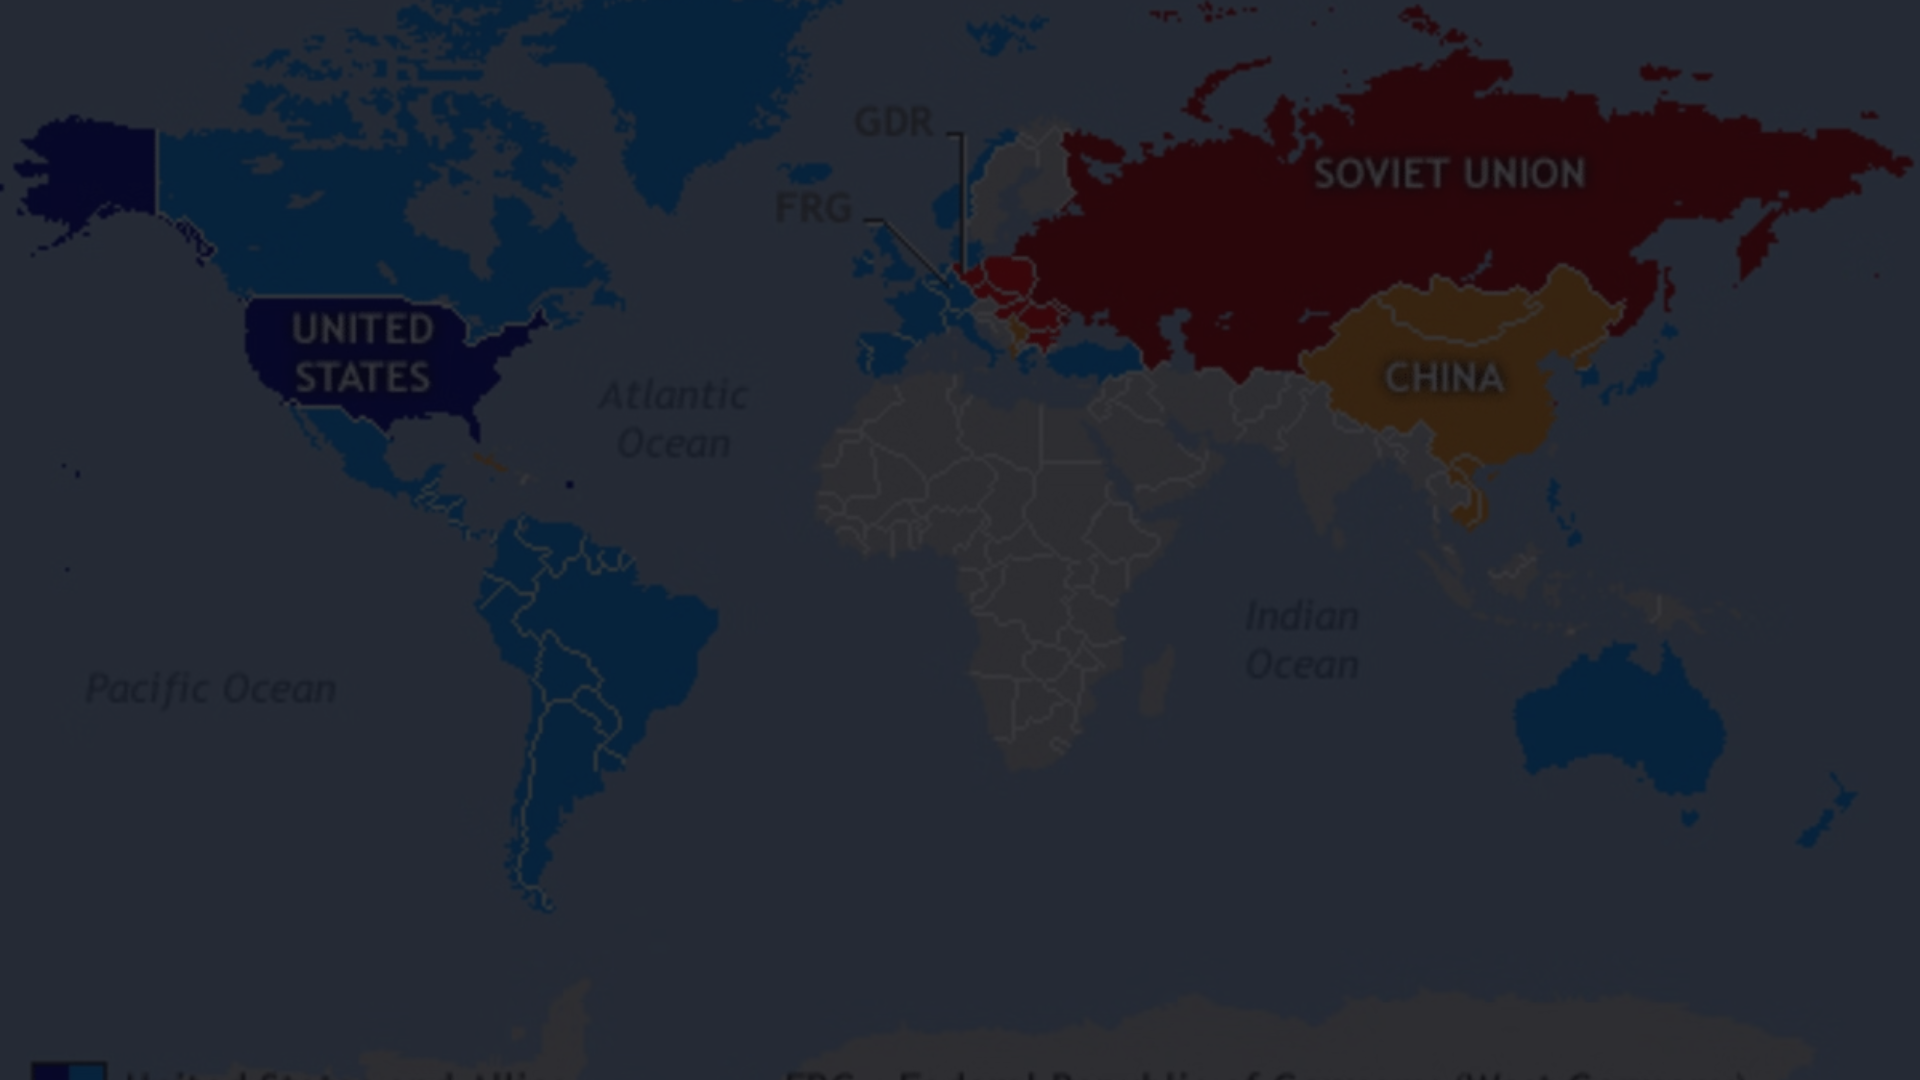 GDR
SOVIET UNION
FRG
UNITED
STATES
CHINA
Atlantic
Ocean
Indian
Ocean
Pacific Ocean